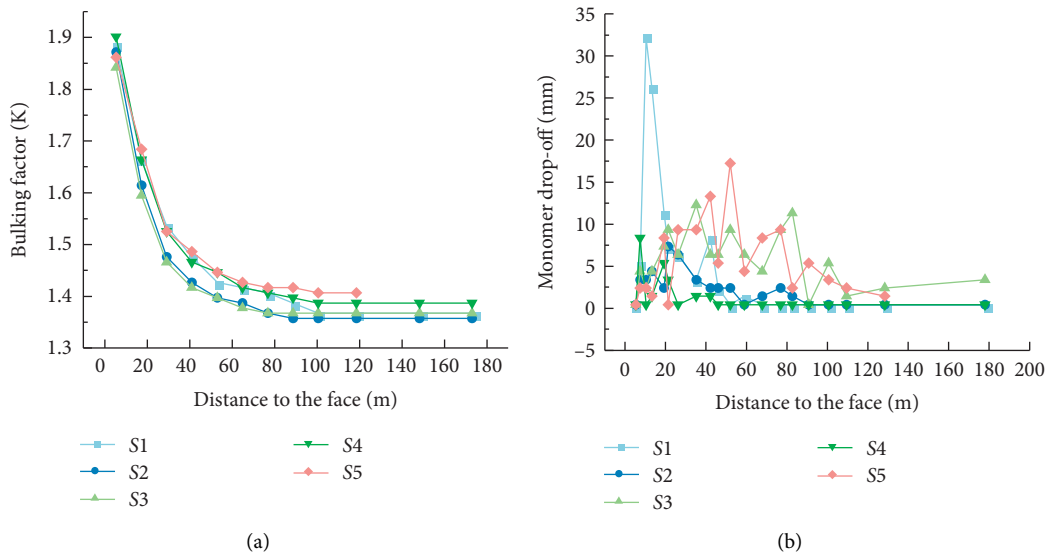 Bulking factor (K)
1.9
1.8
1.7
1.6
1.5
1.4
1.3
0 20 40 60 80 100 120 140 160 180
Distance to the face (m)
S1
S2
S3
S4
S5
(a)
Monomer drop-off (mm)
35
30
25
20
15
10
5
0
−5
0 20 40 60 80 100 120 140 160 180 200
Distance to the face (m)
S1
S2
S3
S4
S5
(b)